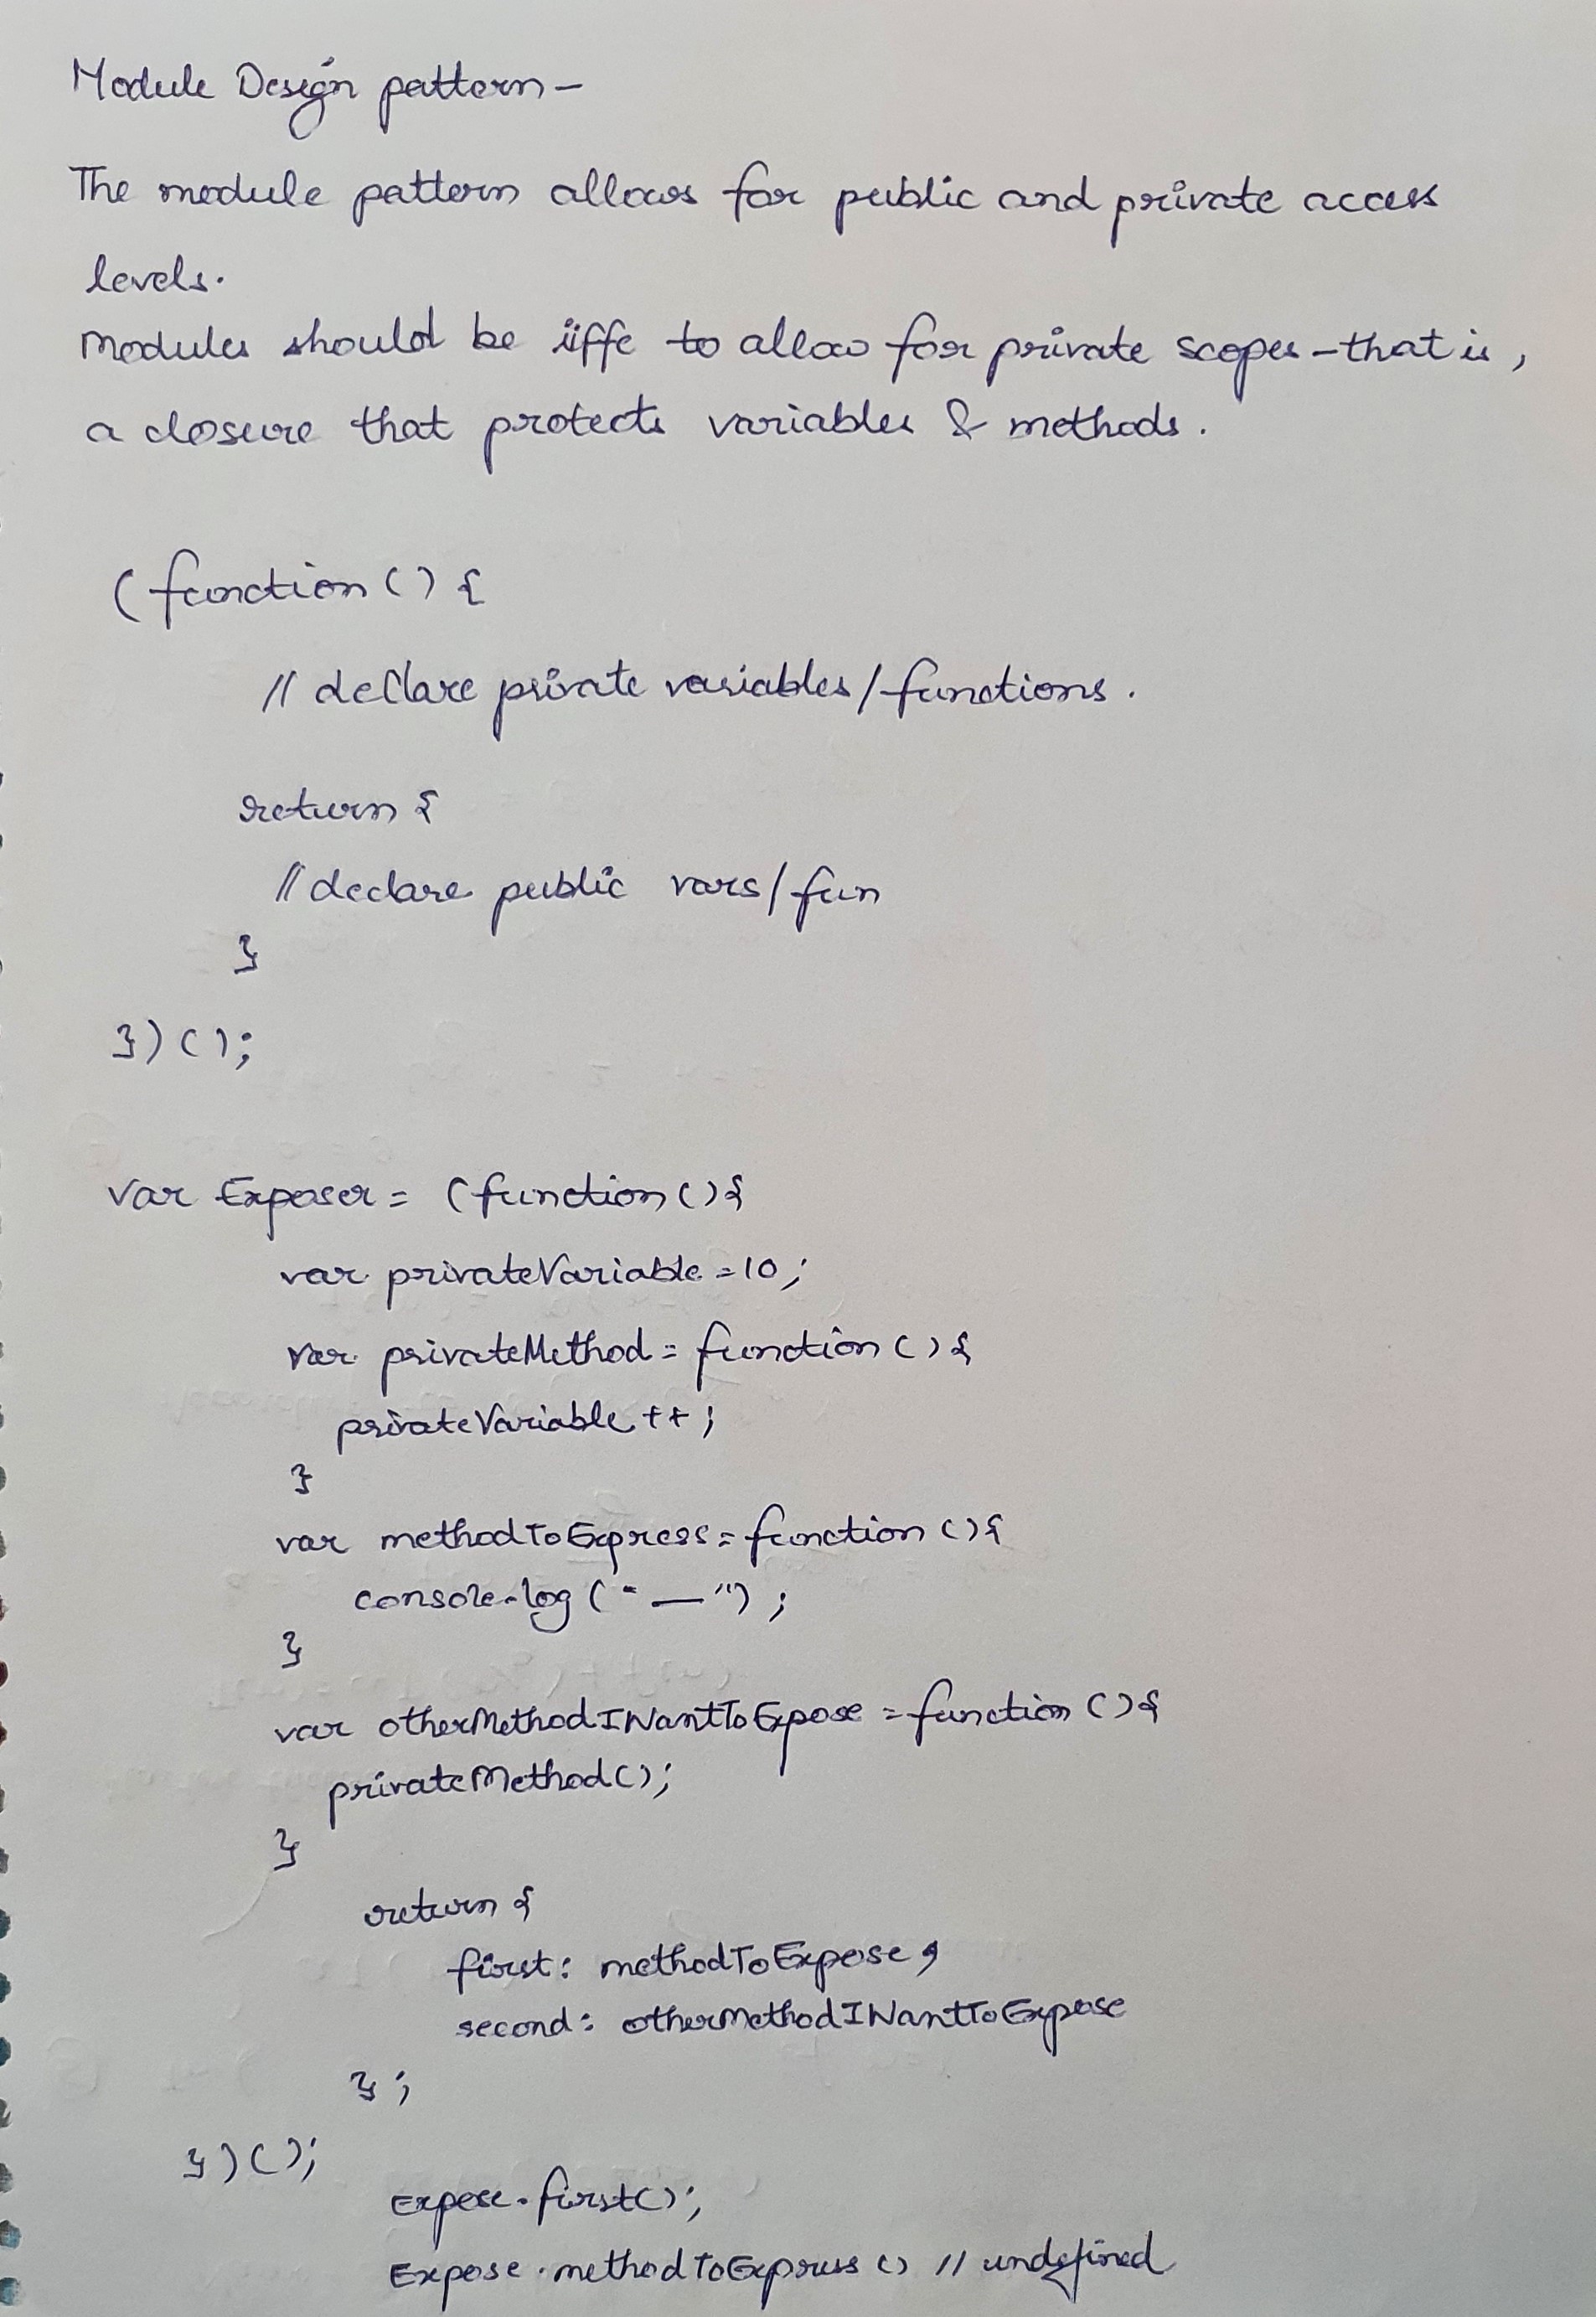 Module Design pattern-
The module pattern allows for public and private access
levels.
Modules should be iiffe to allow for private scopes-that is,
a closure that protects variables & methods.
(function () {
// declare private variables/functions.
return {
// declare public vars/fun
}
})();
var Exposer = (function () {
var privateVariable = 10;
var privateMethod = function () {
privateVariable ++;
}
var methodToExpress = function () {
console.log ("—");
}
var otherMethodIWantToExpose = function () {
privateMethod();
}
return {
first: methodToExpose,
second: otherMethodIWantToExpose
};
})();
Expose.first();
Expose.methodToExpress () // undefined